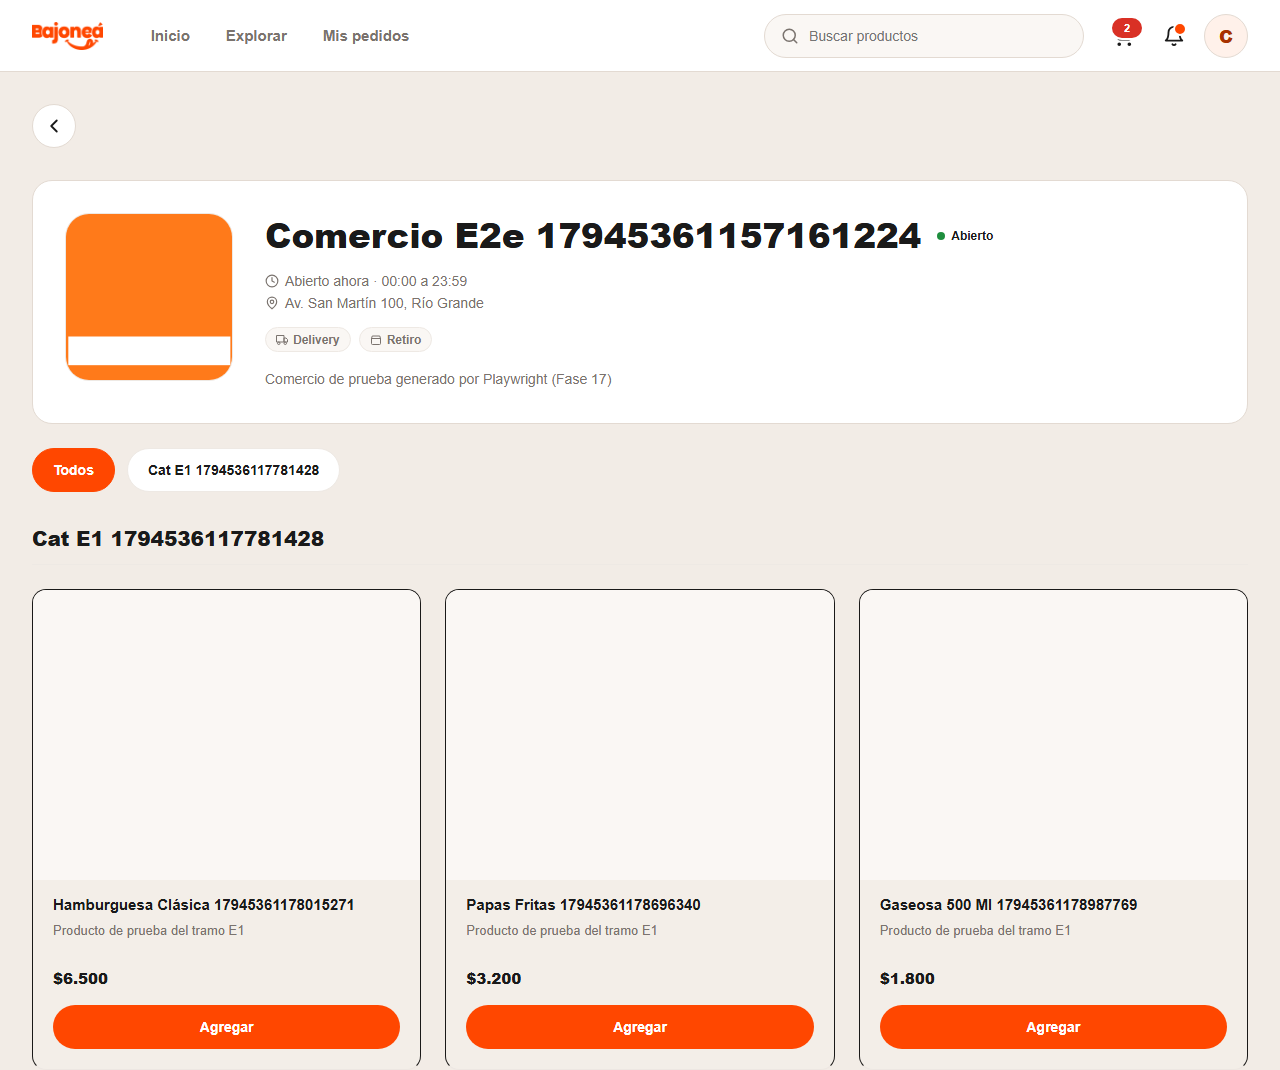 Bajoneá
Inicio
Explorar
Mis pedidos
Buscar productos
2
C
Comercio E2e 17945361157161224
Abierto
Abierto ahora · 00:00 a 23:59
Av. San Martín 100, Río Grande
Delivery
Retiro
Comercio de prueba generado por Playwright (Fase 17)
Todos
Cat E1 1794536117781428
Cat E1 1794536117781428
Hamburguesa Clásica 17945361178015271
Producto de prueba del tramo E1
$6.500
Agregar
Papas Fritas 17945361178696340
Producto de prueba del tramo E1
$3.200
Agregar
Gaseosa 500 Ml 17945361178987769
Producto de prueba del tramo E1
$1.800
Agregar